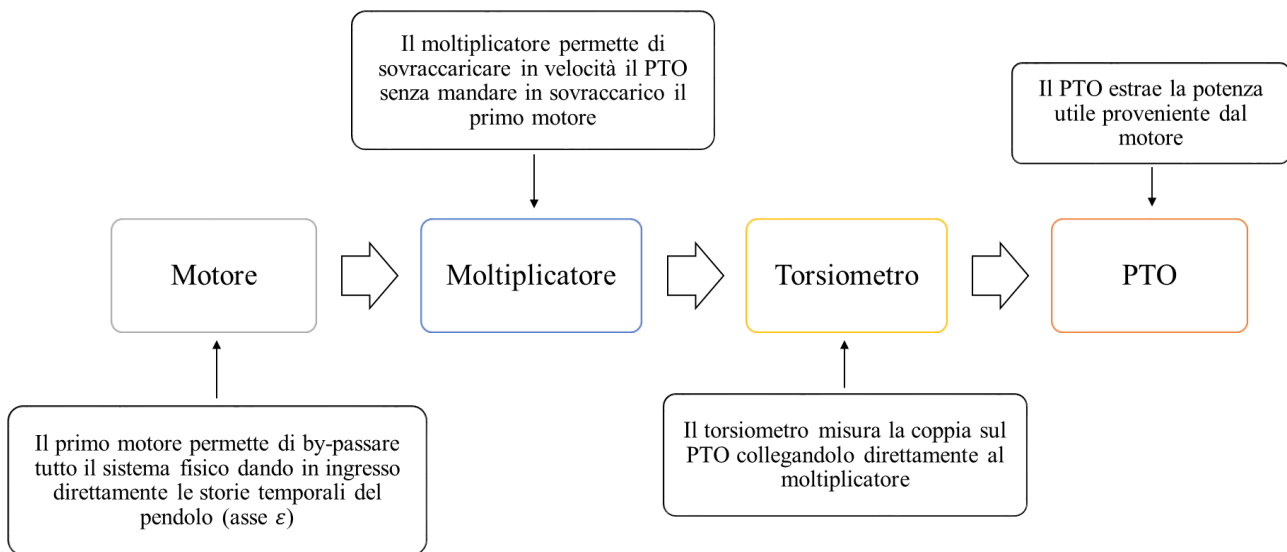 Il moltiplicatore permette di
sovraccaricare in velocità il PTO
senza mandare in sovraccarico il
primo motore
Il PTO estrae la potenza
utile proveniente dal
motore
Motore
Moltiplicatore
Torsiometro
PTO
Il primo motore permette di by-passare
tutto il sistema fisico dando in ingresso
direttamente le storie temporali del
pendolo (asse ε)
Il torsiometro misura la coppia sul
PTO collegandolo direttamente al
moltiplicatore